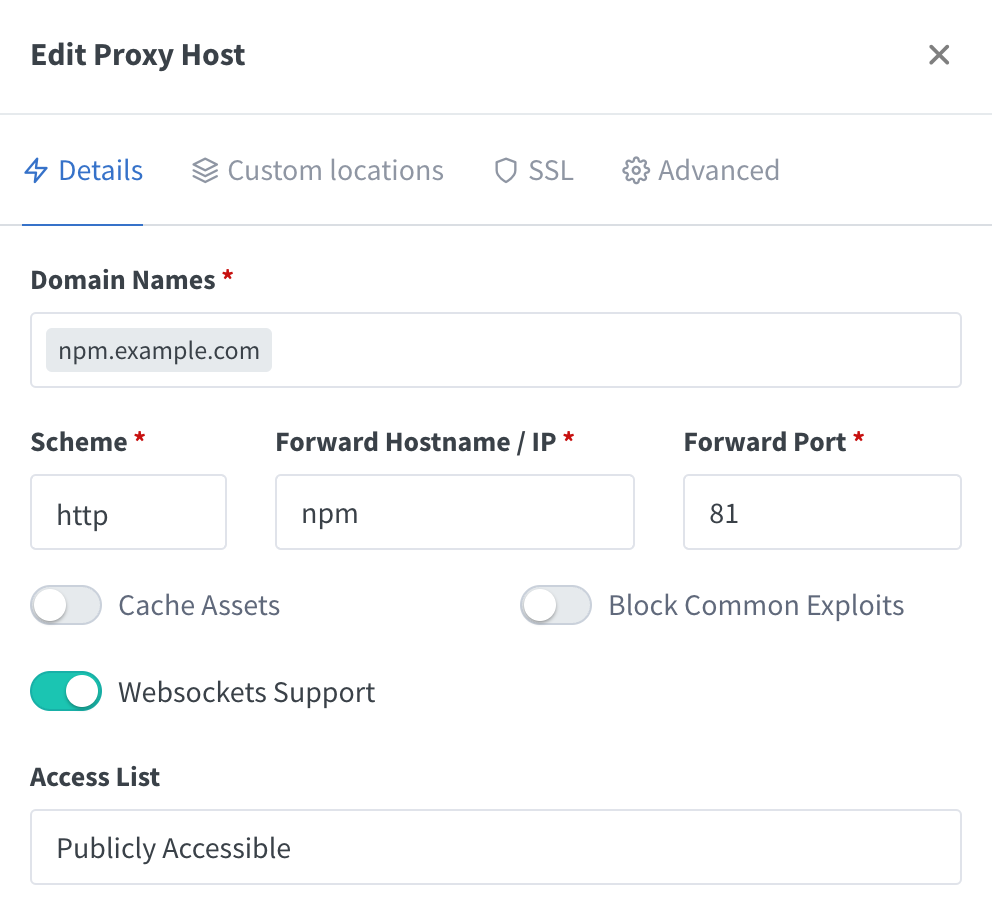 Edit Proxy Host
Details Custom locations SSL Advanced
Domain Names *
npm.example.com
Scheme * Forward Hostname / IP * Forward Port *
http npm 81
Cache Assets Block Common Exploits
Websockets Support
Access List
Publicly Accessible